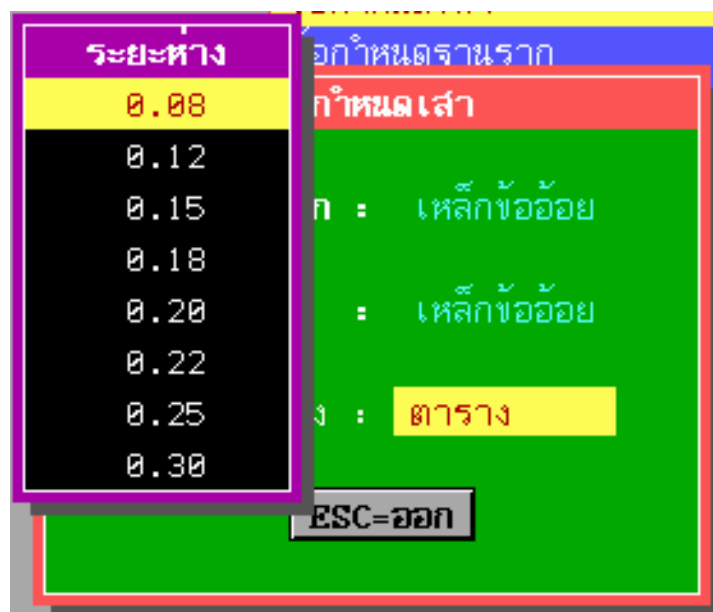 ระยะห่าง
0.08
0.12
0.15
0.18
0.20
0.22
0.25
0.30
อกำหนดฐานราก
กำหนดเสา
ก : เหล็กข้ออ้อย
: เหล็กข้ออ้อย
ง : ตาราง
ESC=ออก